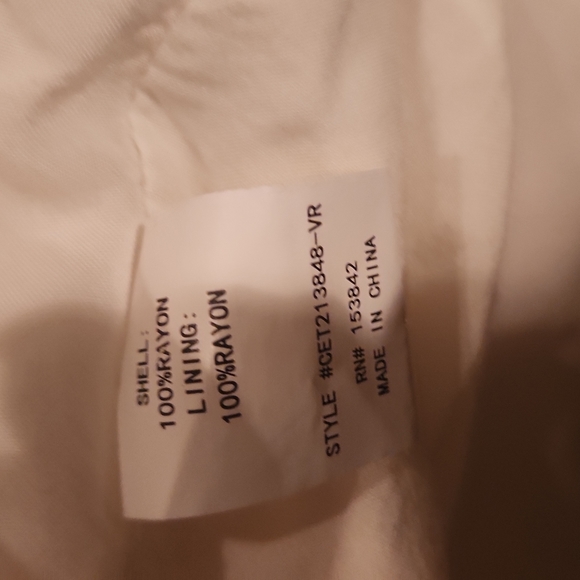 SHELL:
100%RAYON
LINING:
100%RAYON
STYLE #CET213848-VR
RN# 153842
MADE IN CHINA